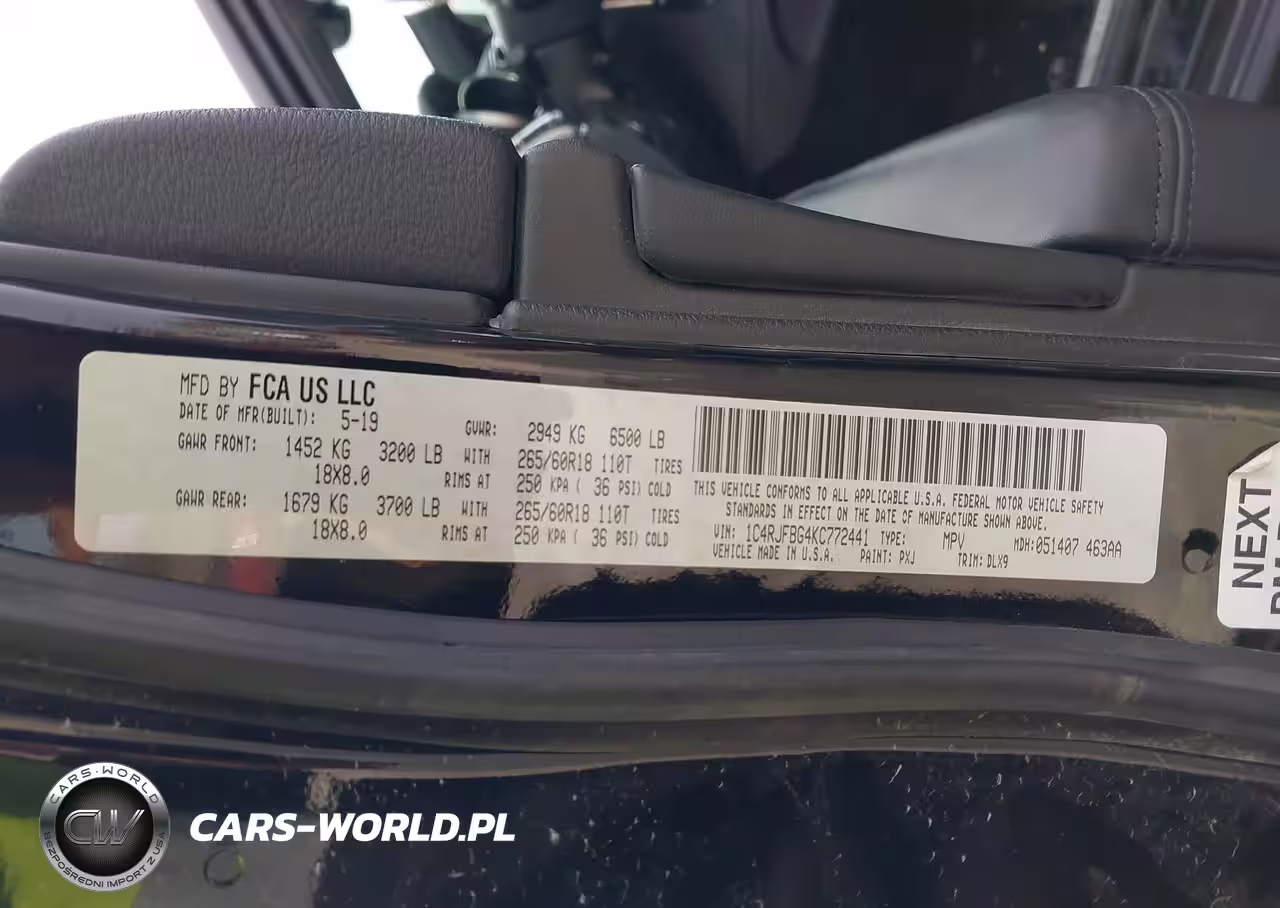 MFD BY FCA US LLC
DATE OF MFR(BUILT): 5-19 GVWR: 2949 KG 6500 LB
GAWR FRONT: 1452 KG 3200 LB WITH 265/60R18 110T TIRES
18X8.0 RIMS AT 250 KPA ( 36 PSI) COLD
GAWR REAR: 1679 KG 3700 LB WITH 265/60R18 110T TIRES
18X8.0 RIMS AT 250 KPA ( 36 PSI) COLD
THIS VEHICLE CONFORMS TO ALL APPLICABLE U.S.A. FEDERAL MOTOR VEHICLE SAFETY
STANDARDS IN EFFECT ON THE DATE OF MANUFACTURE SHOWN ABOVE.
VIN: 1C4RJFBG4KC772441 TYPE: MPV MDH:051407 463AA
VEHICLE MADE IN U.S.A. PAINT: PXJ TRIM: DLX9
NEXT
CARS-WORLD
CW
BEZPOŚREDNI IMPORT Z USA
CARS-WORLD.PL